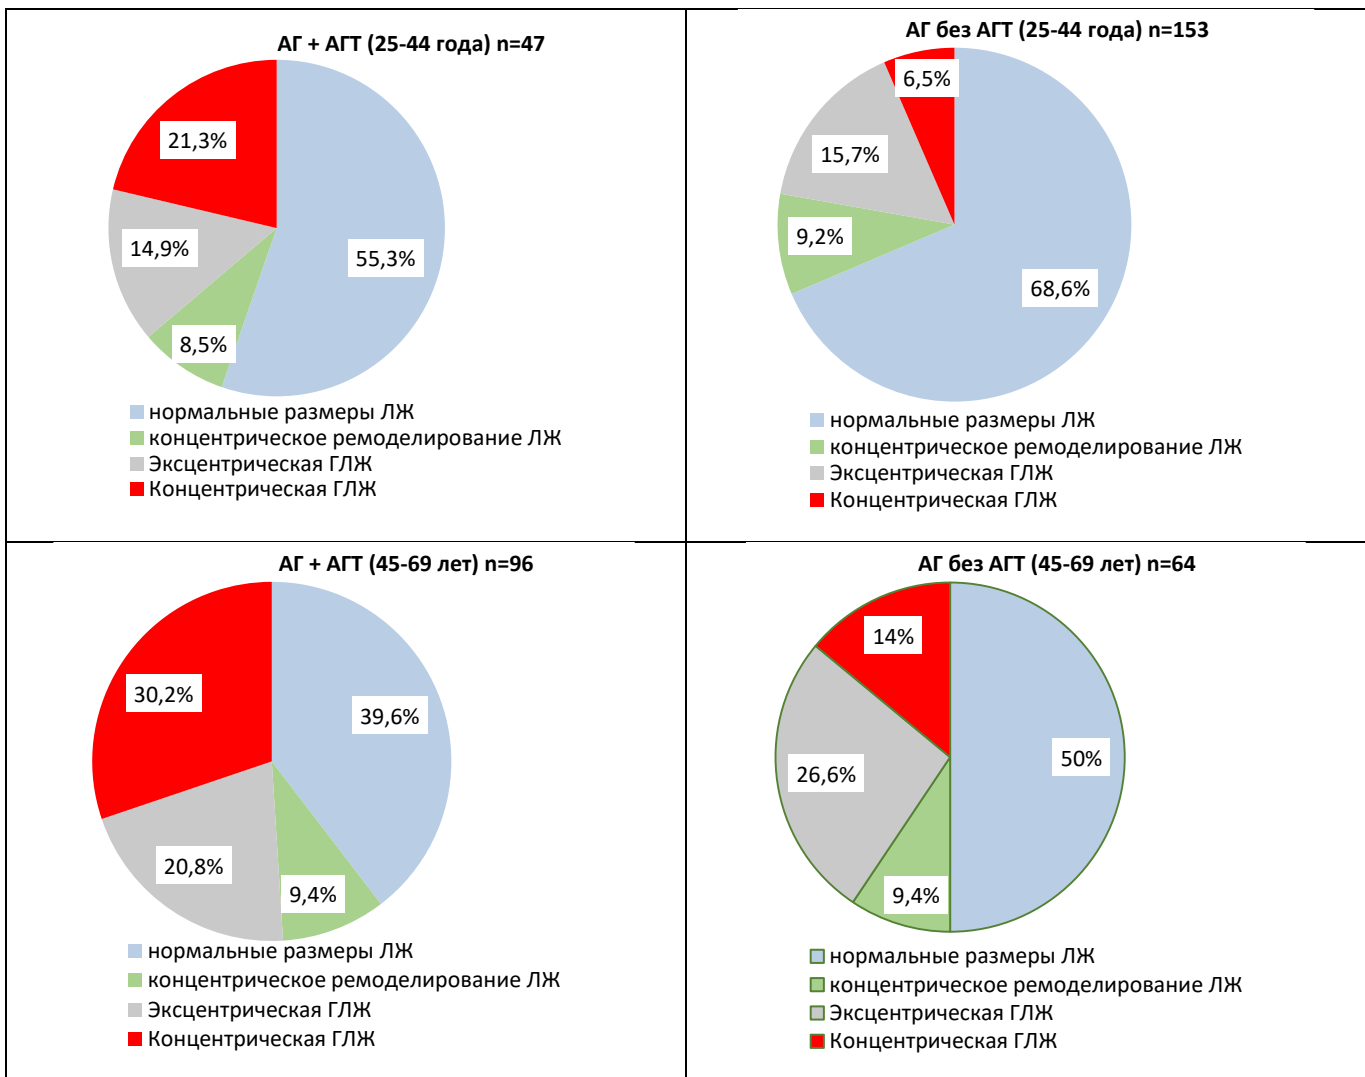 АГ + АГТ (25-44 года) n=47
21,3%
14,9%
55,3%
8,5%
нормальные размеры ЛЖ
концентрическое ремоделирование ЛЖ
Эксцентрическая ГЛЖ
Концентрическая ГЛЖ
АГ без АГТ (25-44 года) n=153
6,5%
15,7%
9,2%
68,6%
нормальные размеры ЛЖ
концентрическое ремоделирование ЛЖ
Эксцентрическая ГЛЖ
Концентрическая ГЛЖ
АГ + АГТ (45-69 лет) n=96
30,2%
39,6%
20,8%
9,4%
нормальные размеры ЛЖ
концентрическое ремоделирование ЛЖ
Эксцентрическая ГЛЖ
Концентрическая ГЛЖ
АГ без АГТ (45-69 лет) n=64
14%
50%
26,6%
9,4%
нормальные размеры ЛЖ
концентрическое ремоделирование ЛЖ
Эксцентрическая ГЛЖ
Концентрическая ГЛЖ